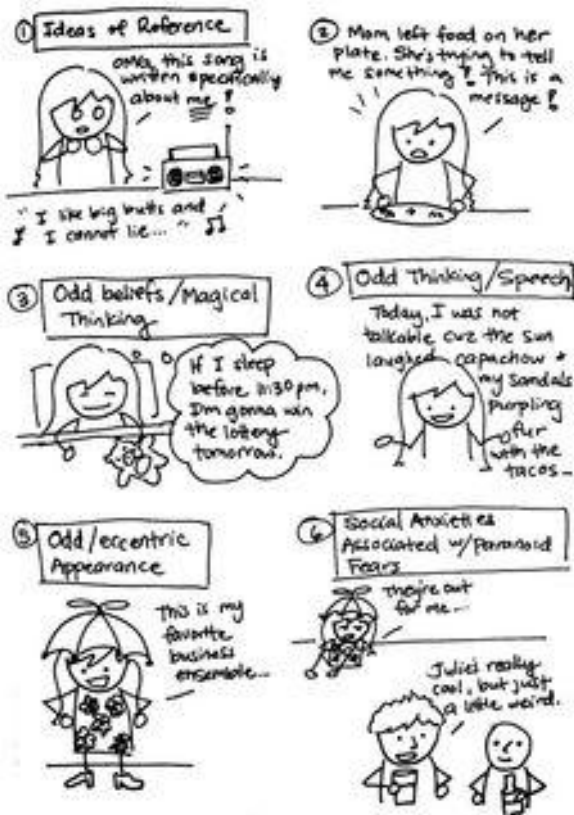 ① Ideas of Reference
OMG, this song is
written specifically
about me!
"I like big butts and
I cannot lie..."
② Mom left food on her
plate. She's trying to tell
me something! This is a
message!
③ Odd beliefs/Magical
Thinking
If I sleep
before 11:30 pm,
I'm gonna win
the lottery
tomorrow.
④ Odd Thinking/Speech
Today, I was not
talkable cuz the sun
laughed capachow &
my sandals
purpling
fur
with the
tacos...
⑤ Odd/eccentric
Appearance
This is my
favorite
business
ensemble...
⑥ Social Anxieties
Associated w/Paranoid
Fears
They're out
for me...
Julie's really
cool, but just
a little weird.